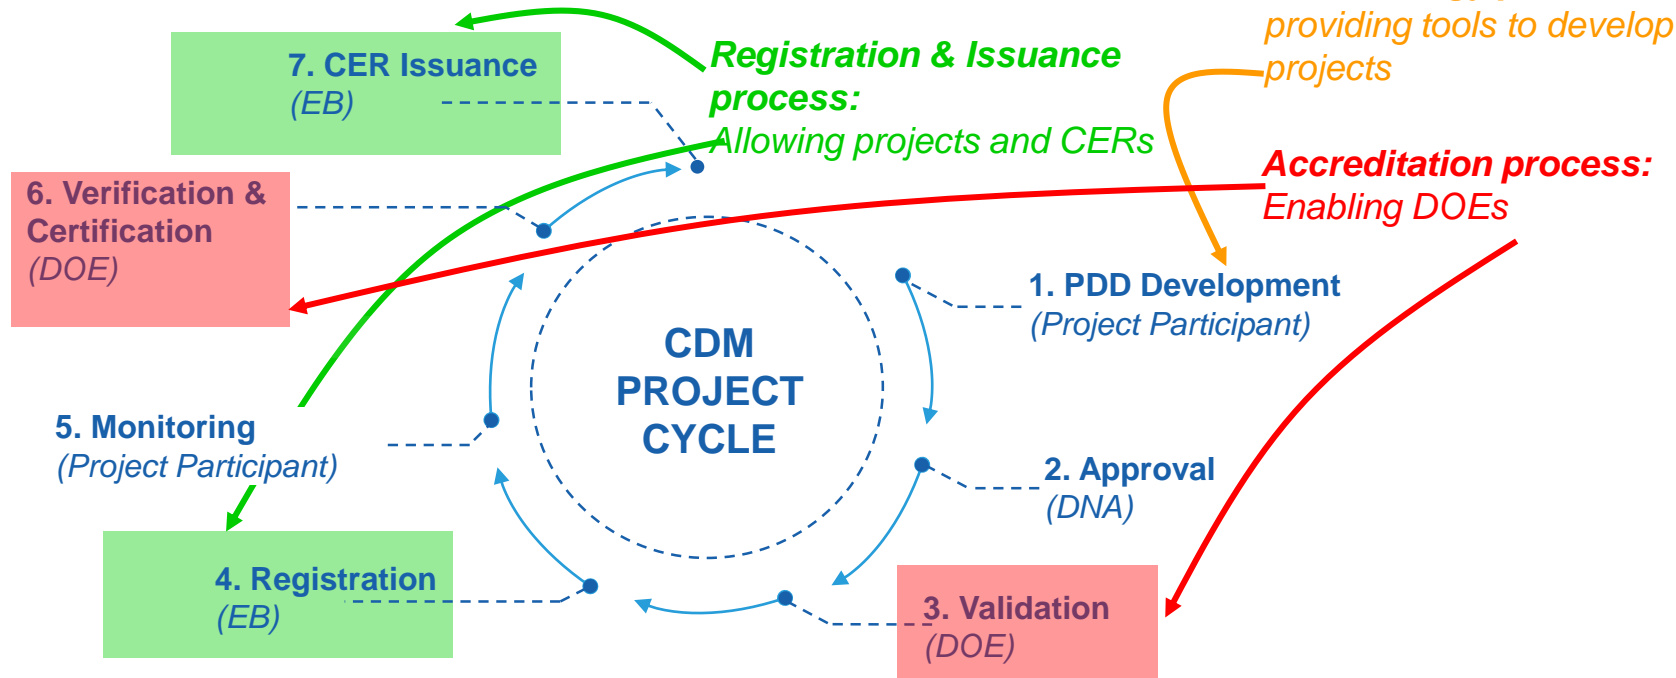 providing tools to develop
projects
Registration & Issuance
process:
Allowing projects and CERs
Accreditation process:
Enabling DOEs
7. CER Issuance
(EB)
6. Verification &
Certification
(DOE)
1. PDD Development
(Project Participant)
CDM
PROJECT
CYCLE
5. Monitoring
(Project Participant)
2. Approval
(DNA)
4. Registration
(EB)
3. Validation
(DOE)